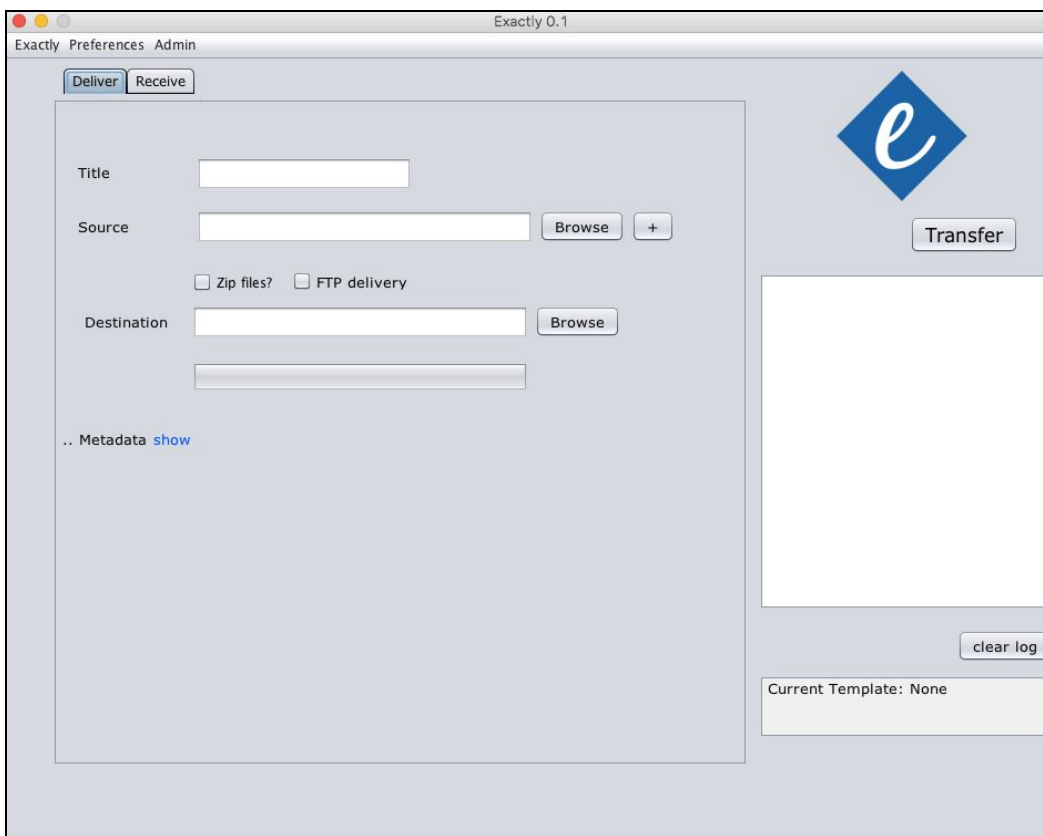 Exactly 0.1
Exactly Preferences Admin
Deliver Receive
e
Title
Transfer
Source Browse +
Zip files? FTP delivery
Destination Browse
.. Metadata show
clear log
Current Template: None